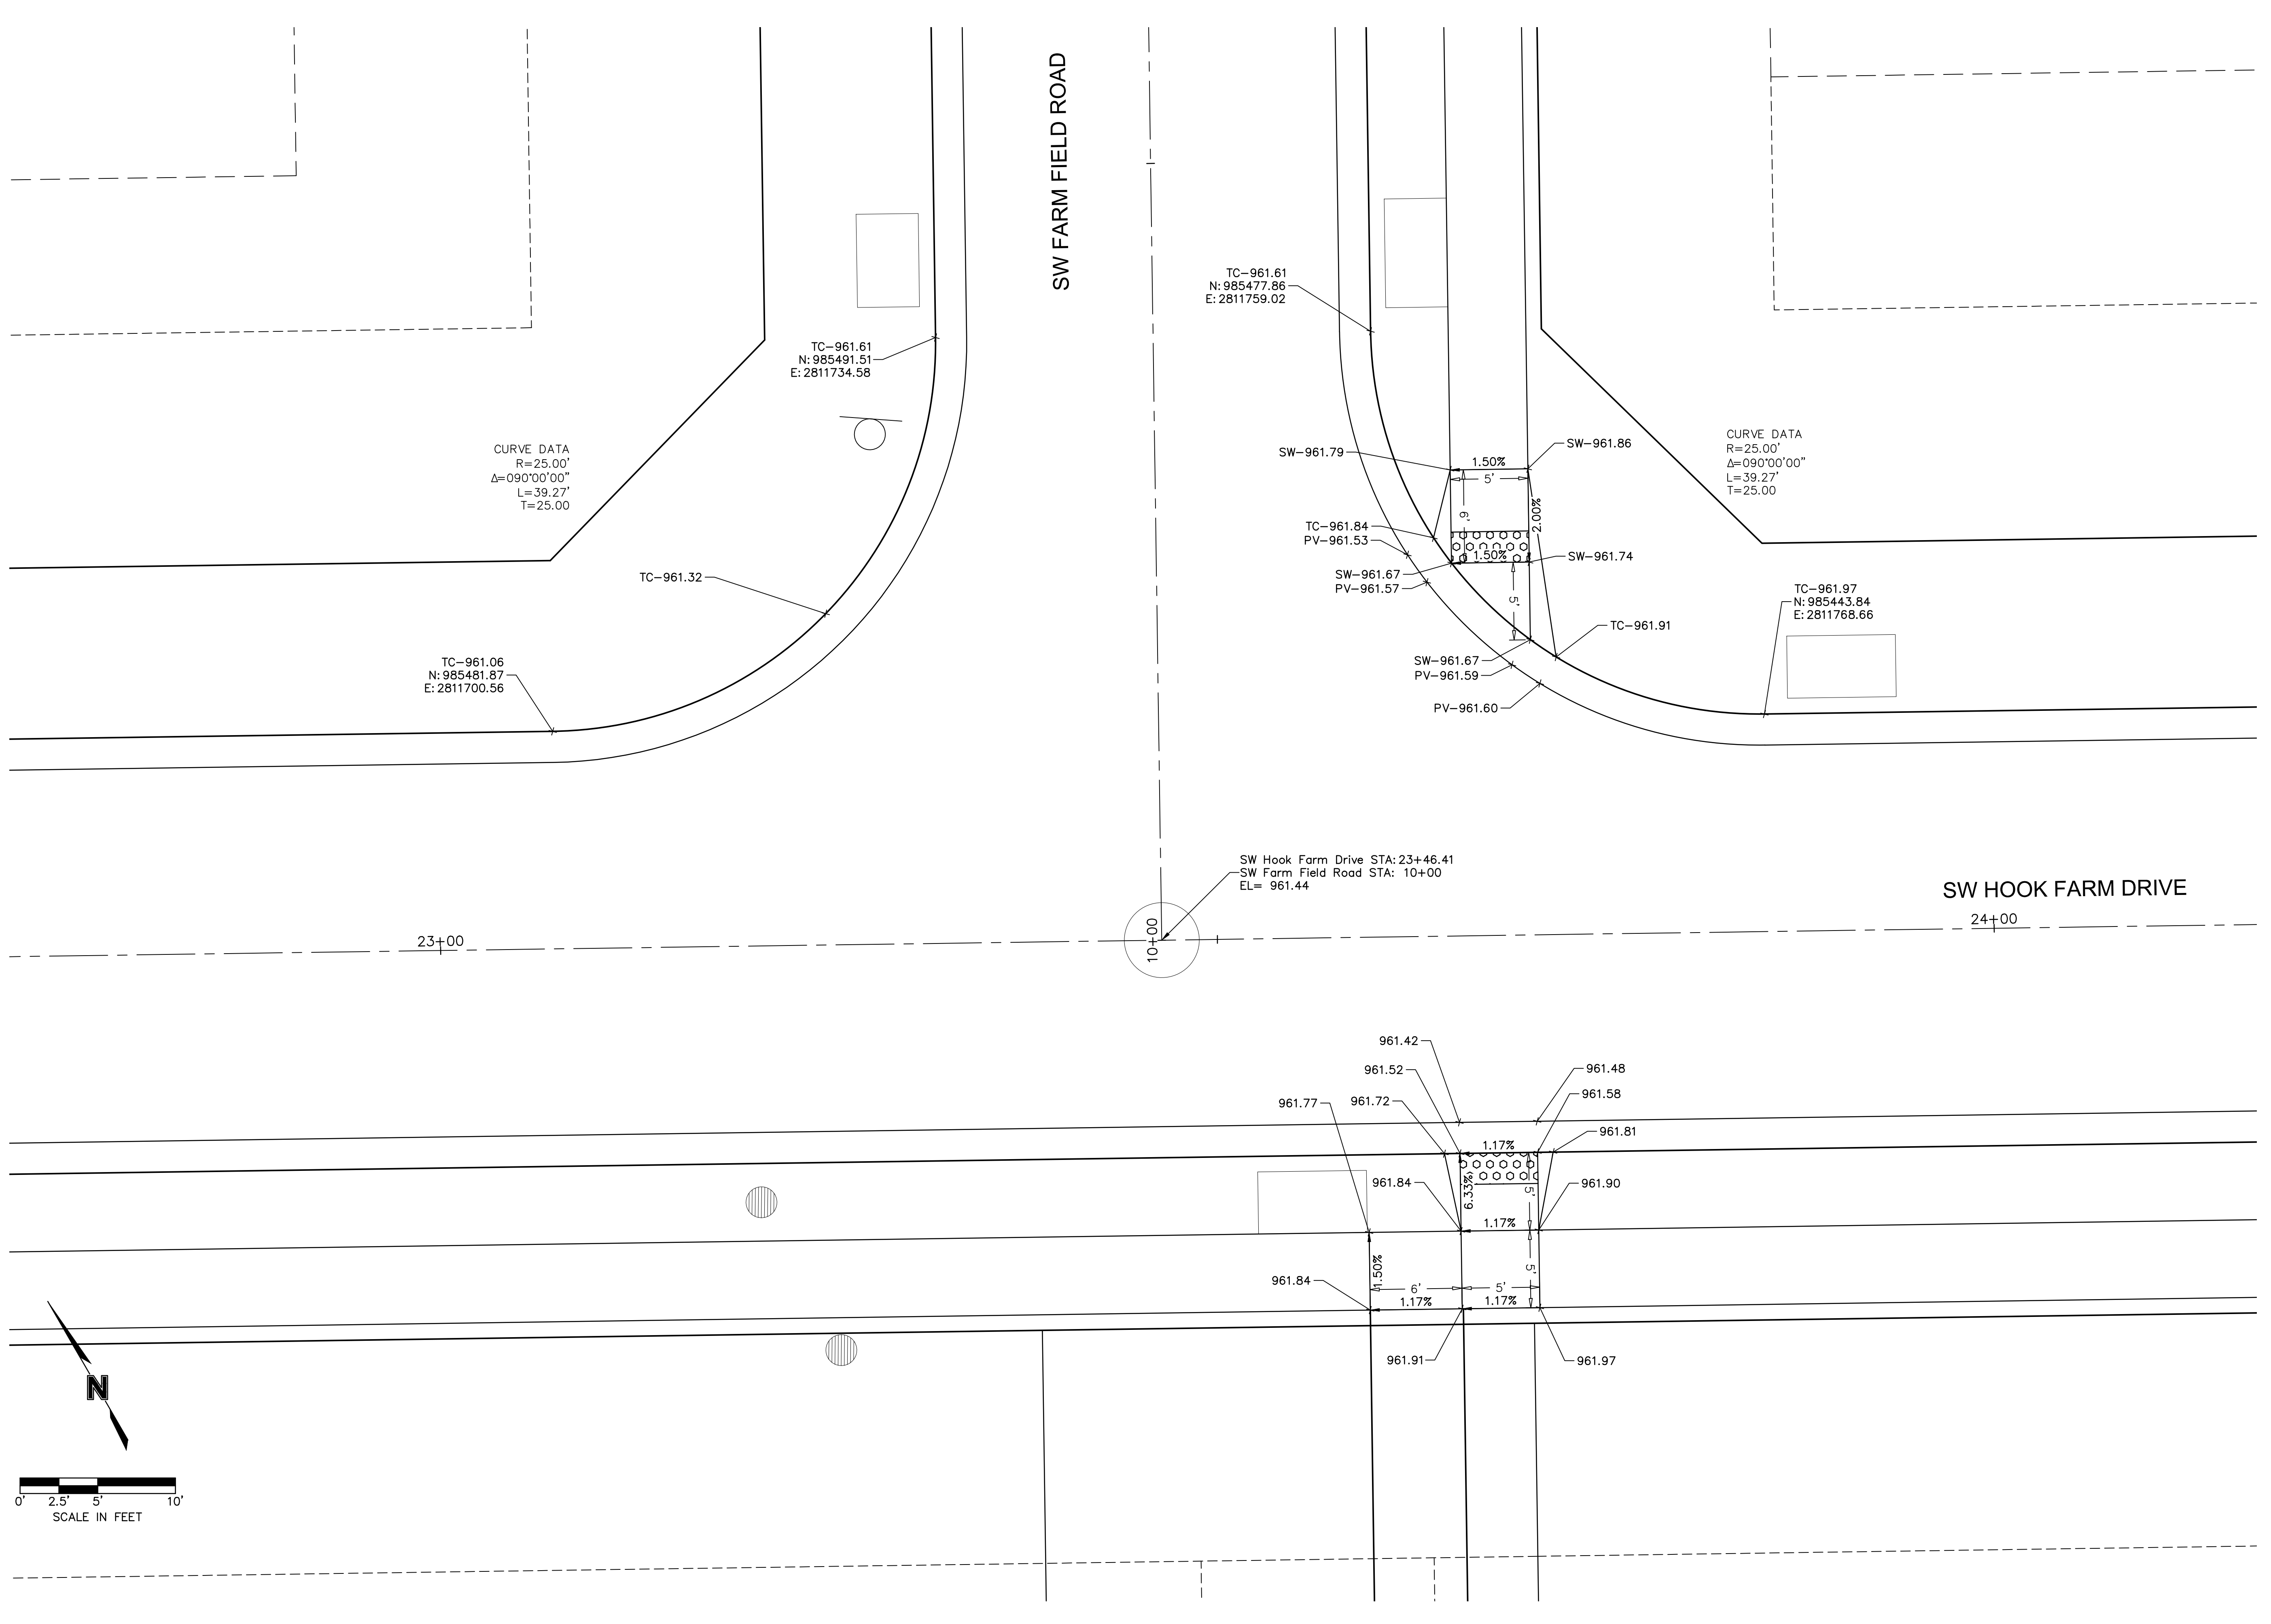 SW FARM FIELD ROAD
TC-961.61
N: 985477.86
E: 2811759.02
TC-961.61
N: 985491.51
E: 2811734.58
CURVE DATA
R=25.00'
Δ=090°00'00"
L=39.27'
T=25.00
CURVE DATA
R=25.00'
Δ=090°00'00"
L=39.27'
T=25.00
SW-961.79
SW-961.86
1.50%
5'
6'
2.00%
TC-961.84
PV-961.53
1.50%
SW-961.74
SW-961.67
PV-961.57
5'
TC-961.32
TC-961.97
N: 985443.84
E: 2811768.66
TC-961.91
TC-961.06
N: 985481.87
E: 2811700.56
SW-961.67
PV-961.59
PV-961.60
SW Hook Farm Drive STA: 23+46.41
SW Farm Field Road STA: 10+00
EL= 961.44
SW HOOK FARM DRIVE
23+00
10+00
24+00
961.42
961.52
961.48
961.58
961.77
961.72
961.81
1.17%
961.84
6.33%
5'
961.90
1.17%
1.50%
5'
961.84
6'
5'
1.17%
1.17%
961.91
961.97
N
0'
2.5'
5'
10'
SCALE IN FEET